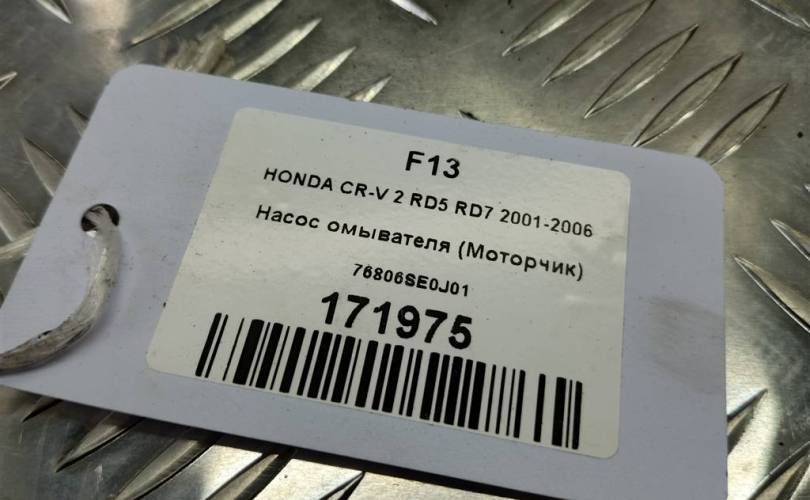 F13
HONDA CR-V 2 RD5 RD7 2001-2006
Насос омывателя (Моторчик)
76806SE0J01
171975